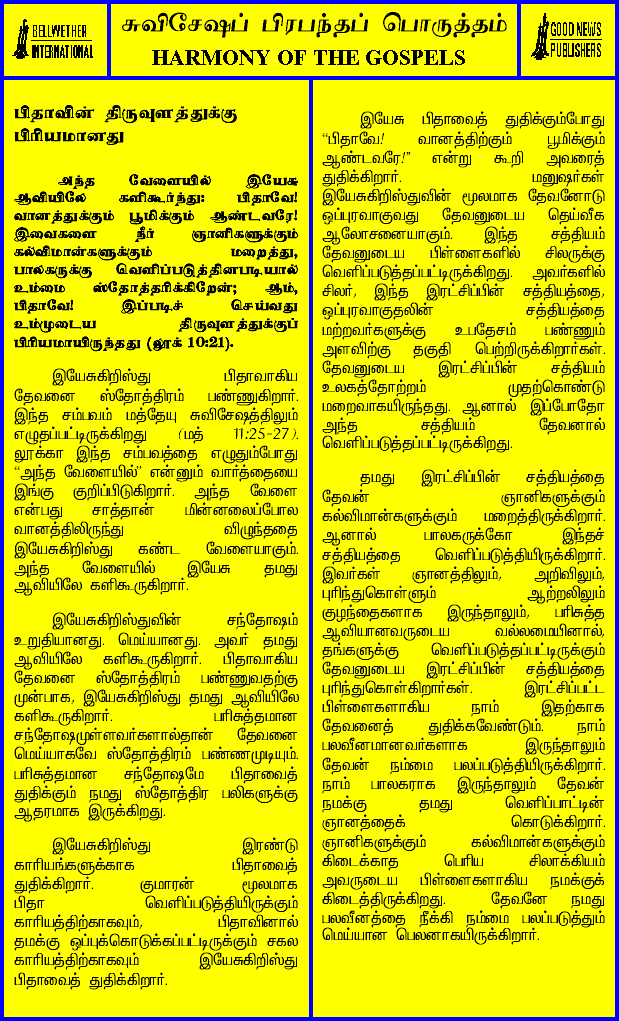 BELLWETHER
INTERNATIONAL
சுவிசேஷப் பிரபந்தப் பொருத்தம்
HARMONY OF THE GOSPELS
GOOD NEWS
PUBLISHERS
பிதாவின் திருவுளத்துக்கு
பிரியமானது
அந்த வேளையில் இயேசு
ஆவியிலே களிகூர்ந்து: பிதாவே!
வானத்துக்கும் பூமிக்கும் ஆண்டவரே!
இவைகளை நீர் ஞானிகளுக்கும்
கல்விமான்களுக்கும் மறைத்து,
பாலகருக்கு வெளிப்படுத்தினபடியால்
உம்மை ஸ்தோத்தரிக்கிறேன்; ஆம்,
பிதாவே! இப்படிச் செய்வது
உம்முடைய திருவுளத்துக்குப்
பிரியமாயிருந்தது (லூக் 10:21).
இயேசுகிறிஸ்து பிதாவாகிய
தேவனை ஸ்தோத்திரம் பண்ணுகிறார்.
இந்த சம்பவம் மத்தேயு சுவிசேஷத்திலும்
எழுதப்பட்டிருக்கிறது (மத் 11:25-27).
லூக்கா இந்த சம்பவத்தை எழுதும்போது
“அந்த வேளையில்” என்னும் வார்த்தையை
இங்கு குறிப்பிடுகிறார். அந்த வேளை
என்பது சாத்தான் மின்னலைப்போல
வானத்திலிருந்து விழுந்ததை
இயேசுகிறிஸ்து கண்ட வேளையாகும்.
அந்த வேளையில் இயேசு தமது
ஆவியிலே களிகூருகிறார்.
இயேசுகிறிஸ்துவின் சந்தோஷம்
உறுதியானது. மெய்யானது. அவர் தமது
ஆவியிலே களிகூருகிறார். பிதாவாகிய
தேவனை ஸ்தோத்திரம் பண்ணுவதற்கு
முன்பாக, இயேசுகிறிஸ்து தமது ஆவியிலே
களிகூருகிறார். பரிசுத்தமான
சந்தோஷமுள்ளவர்களால்தான் தேவனை
மெய்யாகவே ஸ்தோத்திரம் பண்ணமுடியும்.
பரிசுத்தமான சந்தோஷமே பிதாவைத்
துதிக்கும் நமது ஸ்தோத்திர பலிகளுக்கு
ஆதாரமாக இருக்கிறது.
இயேசுகிறிஸ்து இரண்டு
காரியங்களுக்காக பிதாவைத்
துதிக்கிறார். குமாரன் மூலமாக
பிதா வெளிப்படுத்தியிருக்கும்
காரியத்திற்காகவும், பிதாவினால்
தமக்கு ஒப்புக்கொடுக்கப்பட்டிருக்கும் சகல
காரியத்திற்காகவும் இயேசுகிறிஸ்து
பிதாவைத் துதிக்கிறார்.
இயேசு பிதாவைத் துதிக்கும்போது
“பிதாவே! வானத்திற்கும் பூமிக்கும்
ஆண்டவரே!” என்று கூறி அவரைத்
துதிக்கிறார். மனுஷர்கள்
இயேசுகிறிஸ்துவின் மூலமாக தேவனோடு
ஒப்புரவாகுவது தேவனுடைய தெய்வீக
ஆலோசனையாகும். இந்த சத்தியம்
தேவனுடைய பிள்ளைகளில் சிலருக்கு
வெளிப்படுத்தப்பட்டிருக்கிறது. அவர்களில்
சிலர், இந்த இரட்சிப்பின் சத்தியத்தை,
ஒப்புரவாகுதலின் சத்தியத்தை
மற்றவர்களுக்கு உபதேசம் பண்ணும்
அளவிற்கு தகுதி பெற்றிருக்கிறார்கள்.
தேவனுடைய இரட்சிப்பின் சத்தியம்
உலகத்தோற்றம் முதற்கொண்டு
மறைவாகயிருந்தது. ஆனால் இப்போதோ
அந்த சத்தியம் தேவனால்
வெளிப்படுத்தப்பட்டிருக்கிறது.
தமது இரட்சிப்பின் சத்தியத்தை
தேவன் ஞானிகளுக்கும்
கல்விமான்களுக்கும் மறைத்திருக்கிறார்.
ஆனால் பாலகருக்கோ இந்தச்
சத்தியத்தை வெளிப்படுத்தியிருக்கிறார்.
இவர்கள் ஞானத்திலும், அறிவிலும்,
புரிந்துகொள்ளும் ஆற்றலிலும்
குழந்தைகளாக இருந்தாலும், பரிசுத்த
ஆவியானவருடைய வல்லமையினால்,
தங்களுக்கு வெளிப்படுத்தப்பட்டிருக்கும்
தேவனுடைய இரட்சிப்பின் சத்தியத்தை
புரிந்துகொள்கிறார்கள். இரட்சிப்பட்ட
பிள்ளைகளாகிய நாம் இதற்காக
தேவனைத் துதிக்கவேண்டும். நாம்
பலவீனமானவர்களாக இருந்தாலும்
தேவன் நம்மை பலப்படுத்தியிருக்கிறார்.
நாம் பாலகராக இருந்தாலும் தேவன்
நமக்கு தமது வெளிப்பாட்டின்
ஞானத்தைக் கொடுக்கிறார்.
ஞானிகளுக்கும் கல்விமான்களுக்கும்
கிடைக்காத பெரிய சிலாக்கியம்
அவருடைய பிள்ளைகளாகிய நமக்குக்
கிடைத்திருக்கிறது. தேவனே நமது
பலவீனத்தை நீக்கி நம்மை பலப்படுத்தும்
மெய்யான பெலனாகயிருக்கிறார்.